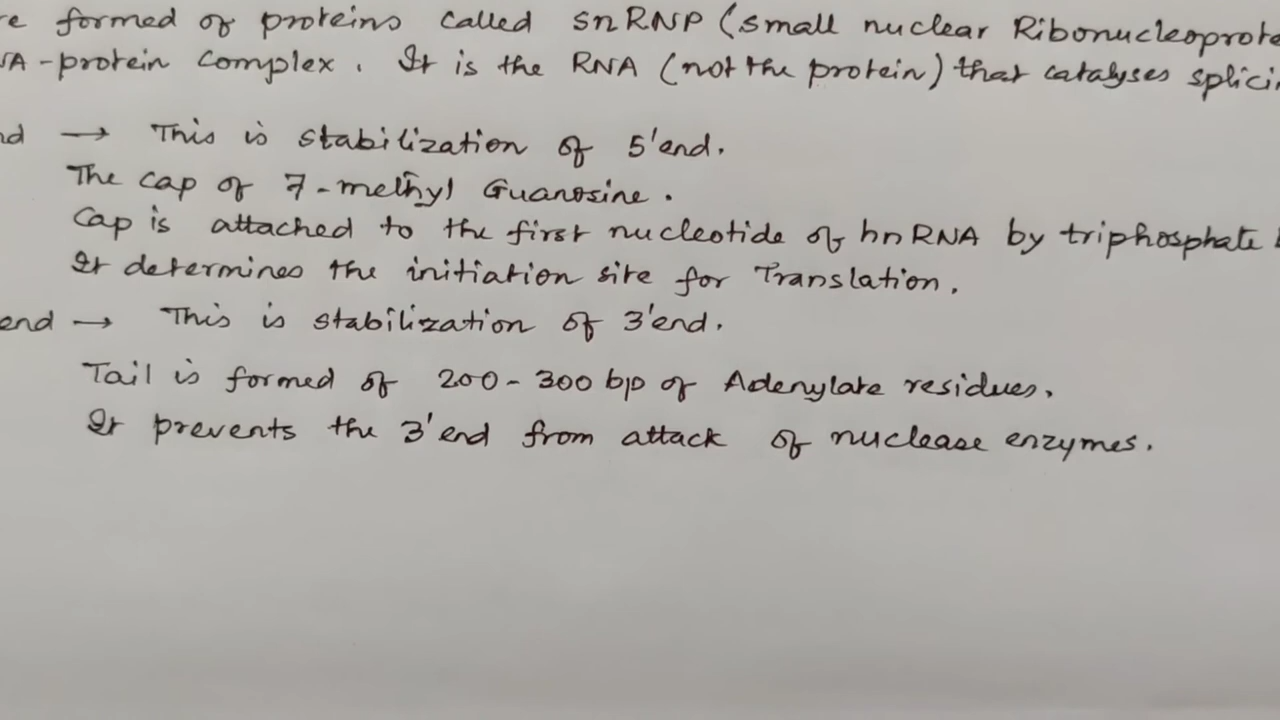 re formed of proteins called snRNP (small nuclear Ribonucleoprote
A-protein complex. It is the RNA (not the protein) that catalyses splici
nd → This is stabilization of 5'end.
The cap of 7-methyl Guanosine.
Cap is attached to the first nucleotide of hnRNA by triphosphate
It determines the initiation site for Translation.
end → This is stabilization of 3'end.
Tail is formed of 200-300 bp of Adenylate residues.
It prevents the 3'end from attack of nuclease enzymes.